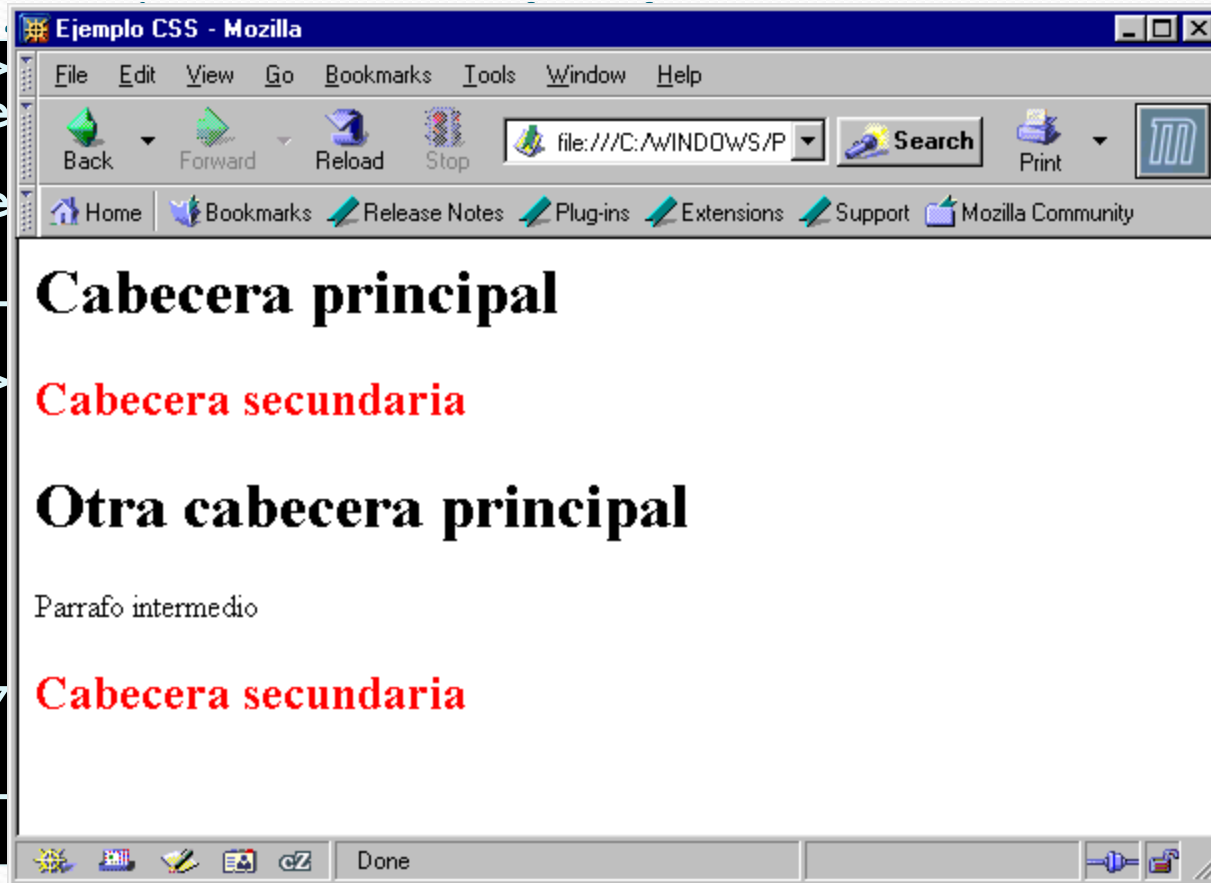 Ejemplo CSS - Mozilla
File Edit View Go Bookmarks Tools Window Help
Back Forward Reload Stop file:///C:/WINDOWS/P Search Print
Home Bookmarks Release Notes Plug-ins Extensions Support Mozilla Community
Cabecera principal
Cabecera secundaria
Otra cabecera principal
Parrafo intermedio
Cabecera secundaria
Done